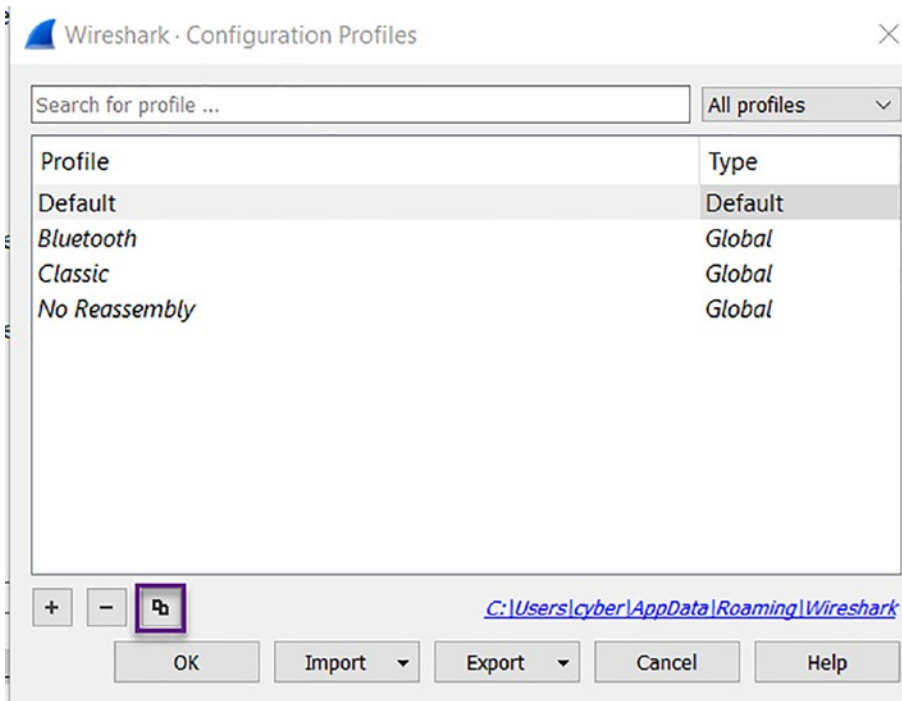 Wireshark · Configuration Profiles
Search for profile ... All profiles
Profile Type
Default Default
Bluetooth Global
Classic Global
No Reassembly Global
C:\Users\cyber\AppData\Roaming\Wireshark
OK Import Export Cancel Help